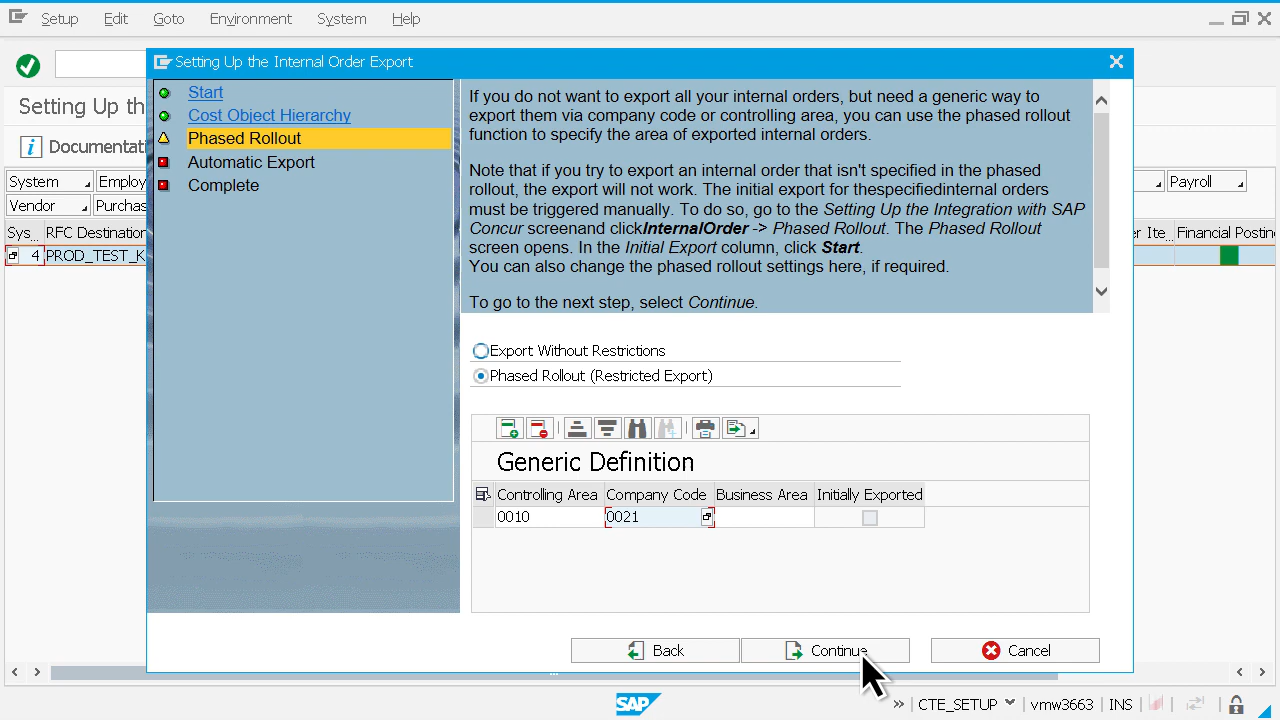 Setup Edit Goto Environment System Help
Setting Up the Internal Order Export
Setting Up th
Documentati
System Employ
Vendor Purchas
Payroll
Sys... RFC Destination
r Ite... Financial Postin
4 PROD_TEST_K
Start
Cost Object Hierarchy
Phased Rollout
Automatic Export
Complete
If you do not want to export all your internal orders, but need a generic way to
export them via company code or controlling area, you can use the phased rollout
function to specify the area of exported internal orders.
Note that if you try to export an internal order that isn't specified in the phased
rollout, the export will not work. The initial export for thespecifiedinternal orders
must be triggered manually. To do so, go to the Setting Up the Integration with SAP
Concur screenand clickInternalOrder -> Phased Rollout. The Phased Rollout
screen opens. In the Initial Export column, click Start.
You can also change the phased rollout settings here, if required.
To go to the next step, select Continue.
Export Without Restrictions
Phased Rollout (Restricted Export)
Generic Definition
Controlling Area Company Code Business Area Initially Exported
0010 0021
Back Continue Cancel
SAP
CTE_SETUP vmw3663 INS